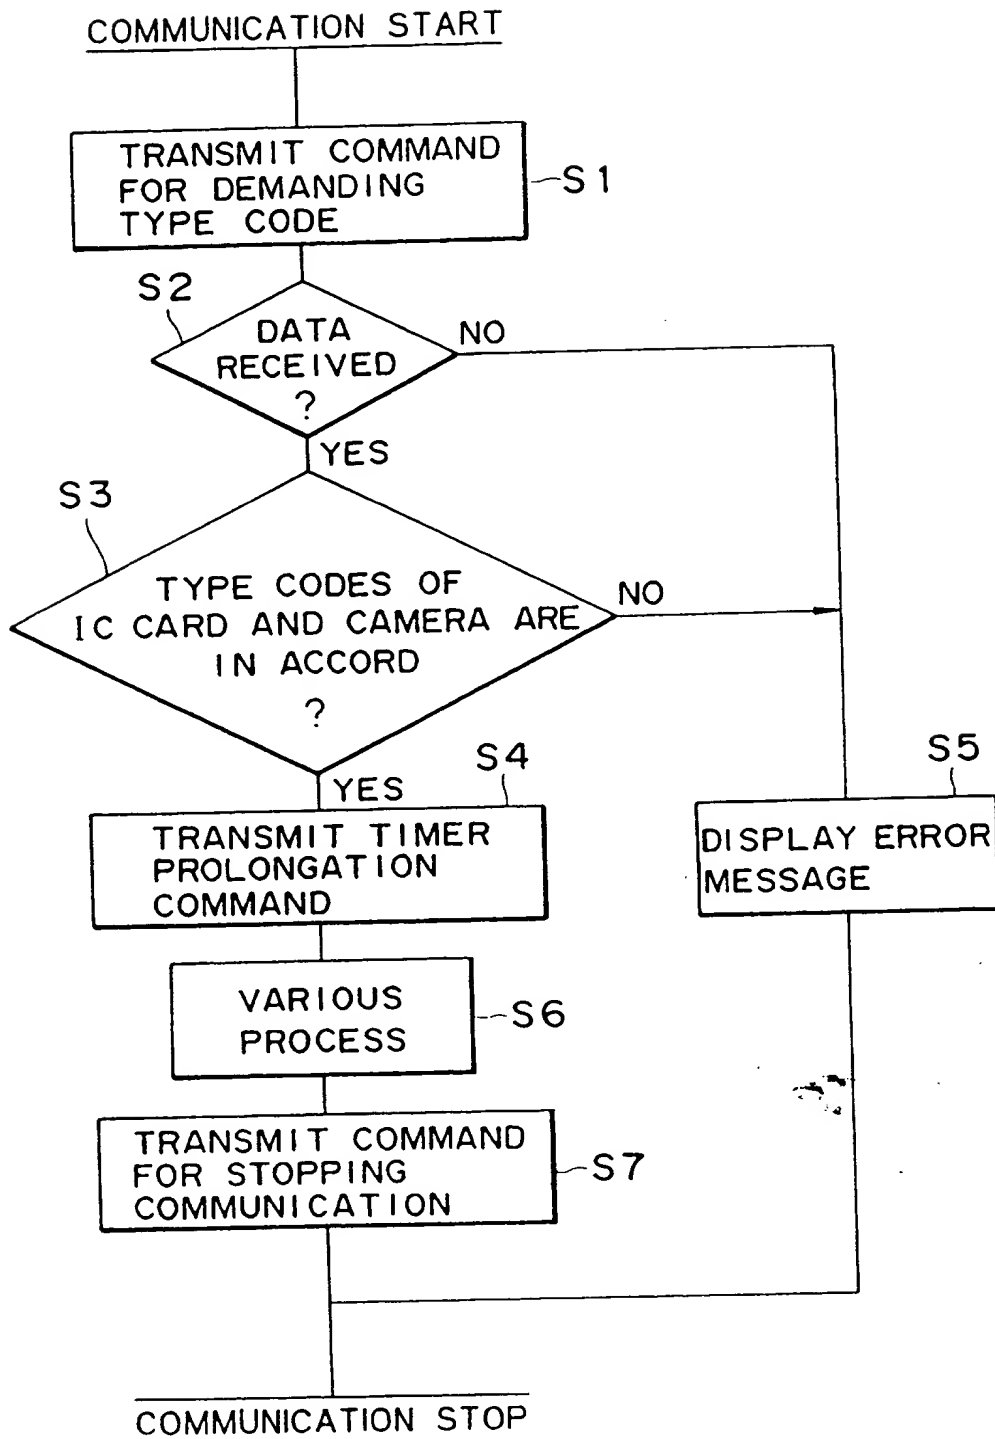 COMMUNICATION START
TRANSMIT COMMAND
FOR DEMANDING
TYPE CODE
S1
S2
DATA
RECEIVED
?
NO
YES
S3
TYPE CODES OF
IC CARD AND CAMERA ARE
IN ACCORD
?
NO
YES
S4
TRANSMIT TIMER
PROLONGATION
COMMAND
S5
DISPLAY ERROR
MESSAGE
VARIOUS
PROCESS
S6
TRANSMIT COMMAND
FOR STOPPING
COMMUNICATION
S7
COMMUNICATION STOP